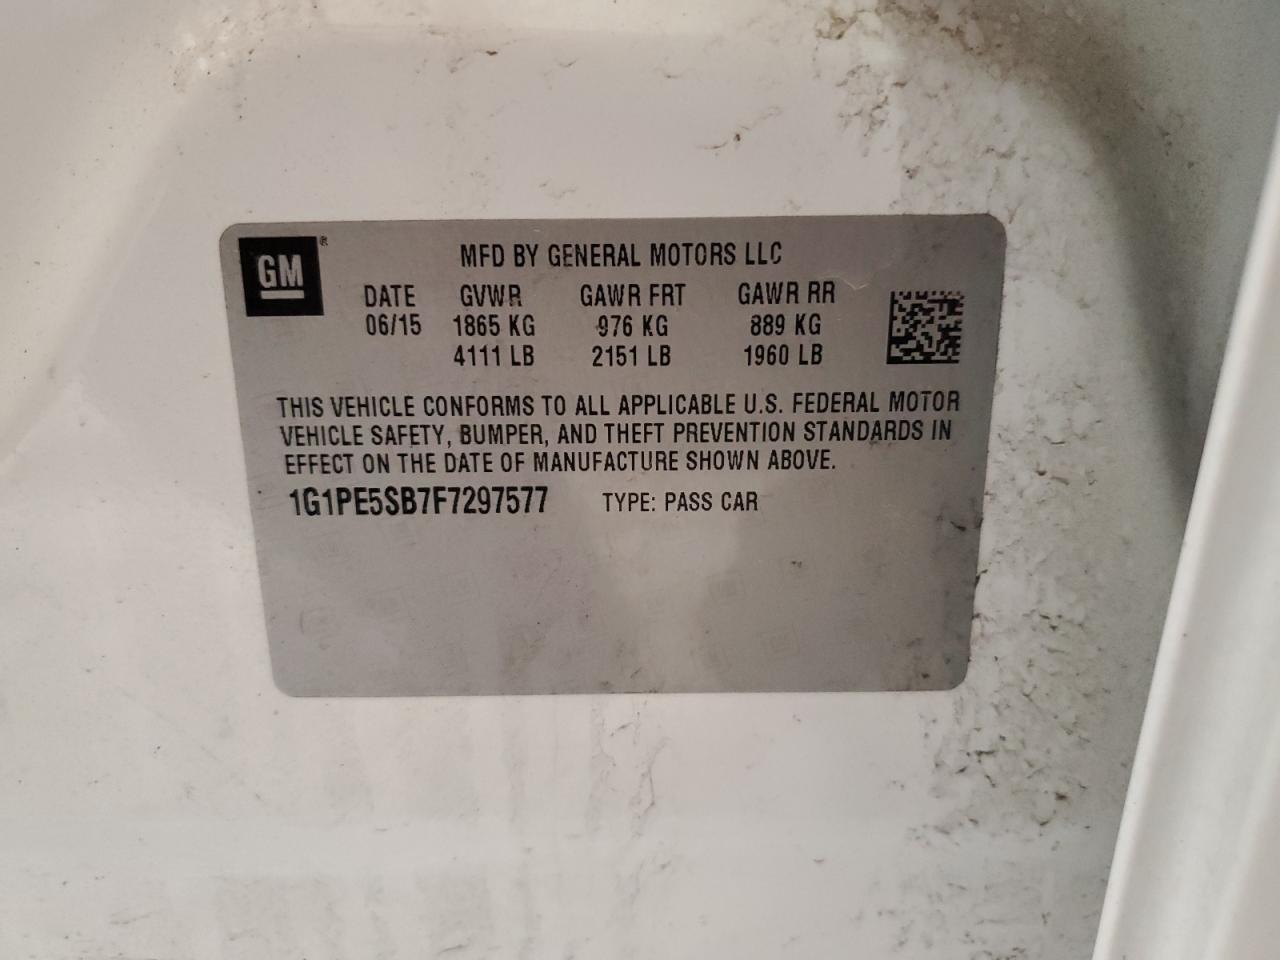 GM®
MFD BY GENERAL MOTORS LLC
DATE GVWR GAWR FRT GAWR RR
06/15 1865 KG 976 KG 889 KG
4111 LB 2151 LB 1960 LB
THIS VEHICLE CONFORMS TO ALL APPLICABLE U.S. FEDERAL MOTOR
VEHICLE SAFETY, BUMPER, AND THEFT PREVENTION STANDARDS IN
EFFECT ON THE DATE OF MANUFACTURE SHOWN ABOVE.
1G1PE5SB7F7297577 TYPE: PASS CAR